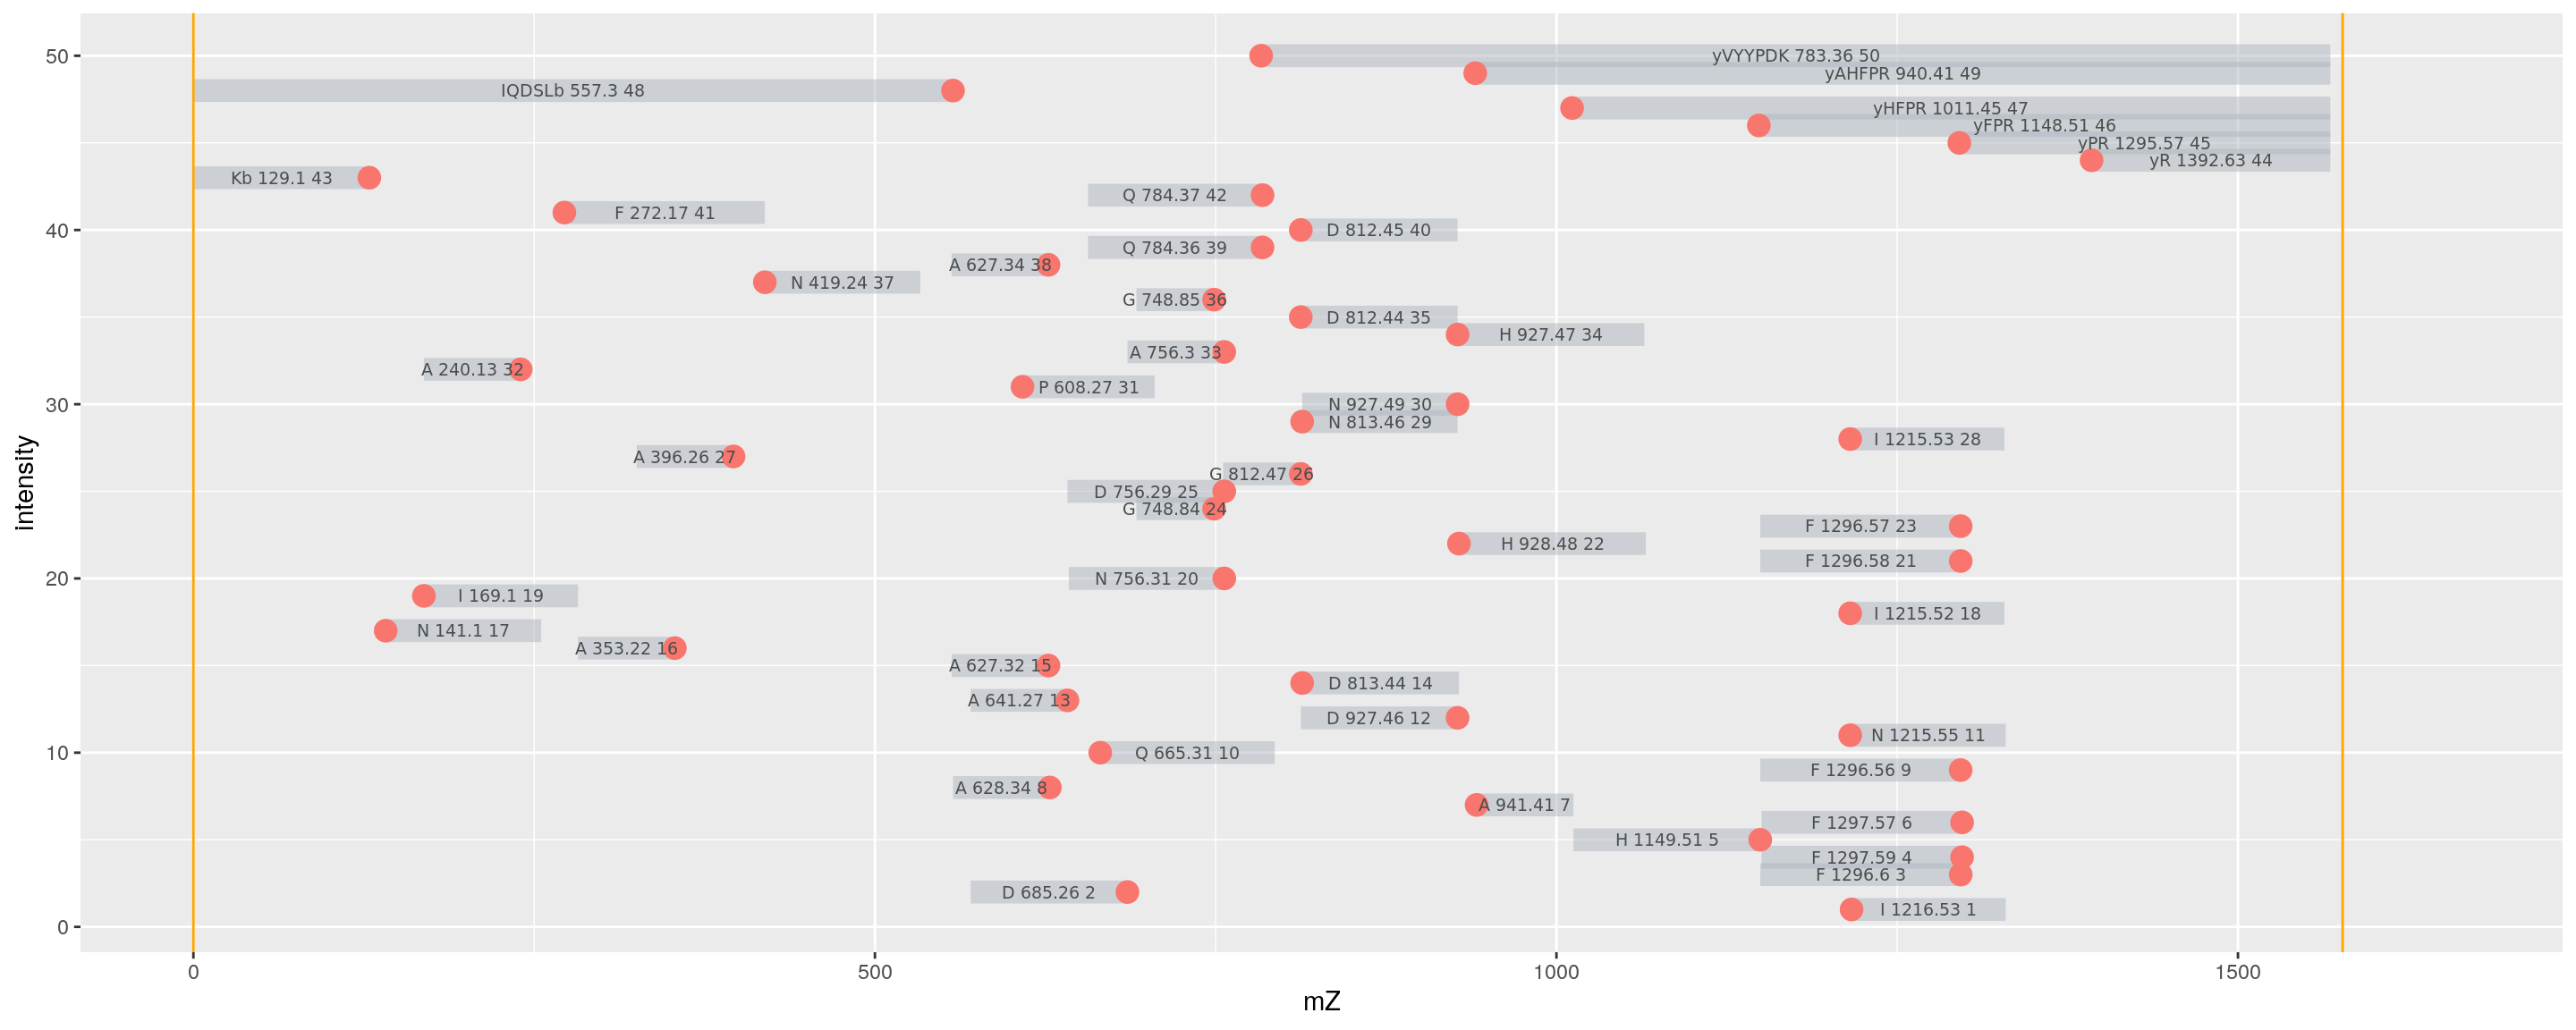 50
yVYYPDK 783.36 50
yAHFPR 940.41 49
IQDSLb 557.3 48
yHFPR 1011.45 47
yFPR 1148.51 46
yPR 1295.57 45
yR 1392.63 44
Kb 129.1 43
Q 784.37 42
F 272.17 41
40
D 812.45 40
Q 784.36 39
A 627.34 38
N 419.24 37
G 748.85 36
D 812.44 35
H 927.47 34
A 756.3 33
A 240.13 32
P 608.27 31
30
N 927.49 30
N 813.46 29
I 1215.53 28
A 396.26 27
G 812.47 26
D 756.29 25
G 748.84 24
F 1296.57 23
H 928.48 22
F 1296.58 21
20
N 756.31 20
I 169.1 19
I 1215.52 18
N 141.1 17
A 353.22 16
A 627.32 15
D 813.44 14
A 641.27 13
D 927.46 12
N 1215.55 11
10
Q 665.31 10
F 1296.56 9
A 628.34 8
A 941.41 7
F 1297.57 6
H 1149.51 5
F 1297.59 4
F 1296.6 3
D 685.26 2
I 1216.53 1
0
intensity
0 500 1000 1500
mZ